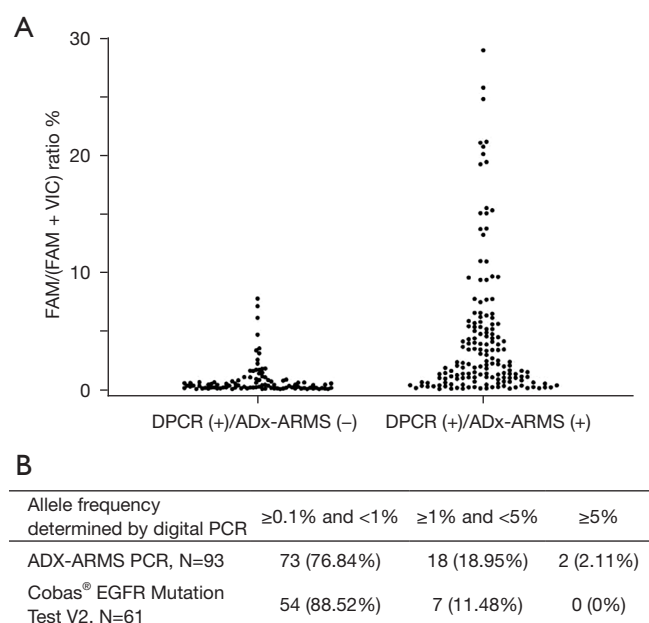 A
30
20
10
0
FAM/(FAM + VIC) ratio %
DPCR (+)/ADx-ARMS (–) DPCR (+)/ADx-ARMS (+)
B
Allele frequency
determined by digital PCR ≥0.1% and <1% ≥1% and <5% ≥5%
ADX-ARMS PCR, N=93 73 (76.84%) 18 (18.95%) 2 (2.11%)
Cobas® EGFR Mutation
Test V2, N=61 54 (88.52%) 7 (11.48%) 0 (0%)